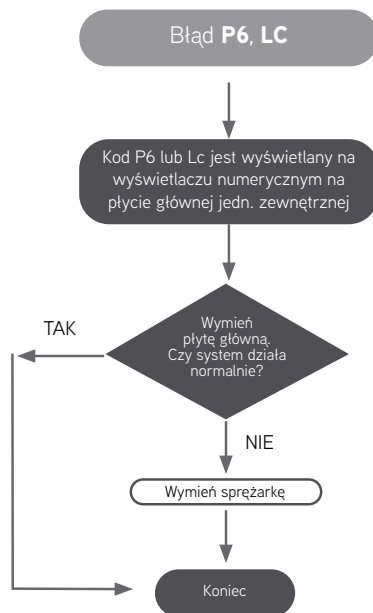 Błąd P6, LC
Kod P6 lub Lc jest wyświetlany na
wyświetlaczu numerycznym na
płycie głównej jedn. zewnętrznej
Wymień
płytę główną.
Czy system działa
normalnie?
TAK
NIE
Wymień sprężarkę
Koniec